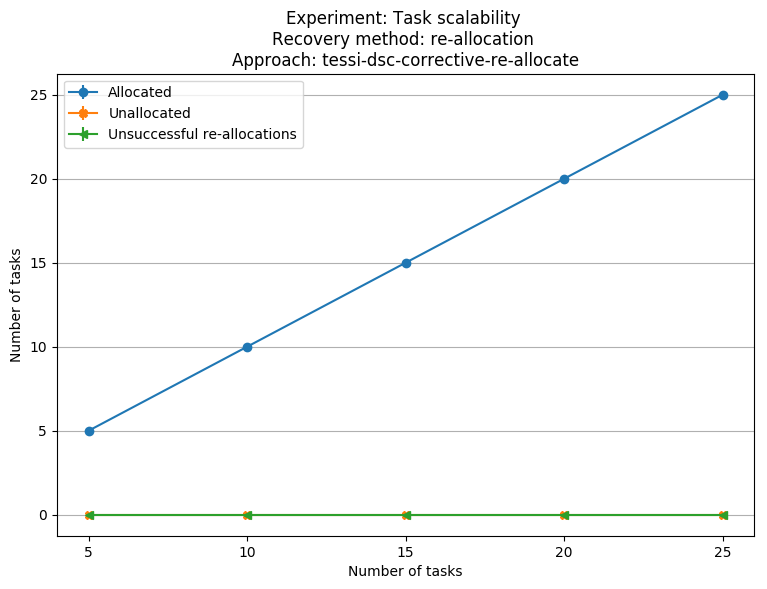 Experiment: Task scalability
Recovery method: re-allocation
Approach: tessi-dsc-corrective-re-allocate
Allocated
Unallocated
Unsuccessful re-allocations
Number of tasks
25
20
15
10
5
0
5 10 15 20 25
Number of tasks